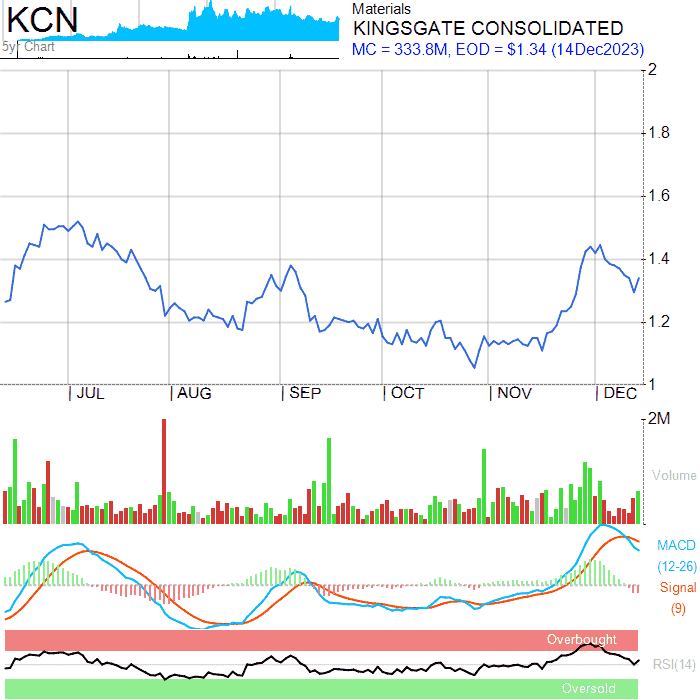 KCN
5yr Chart
Materials
KINGSGATE CONSOLIDATED
MC = 333.8M, EOD = $1.34 (14Dec2023)
2
1.8
1.6
1.4
1.2
1
JUL
AUG
SEP
OCT
NOV
DEC
2M
Volume
MACD
(12-26)
Signal
(9)
Overbought
RSI(14)
Oversold